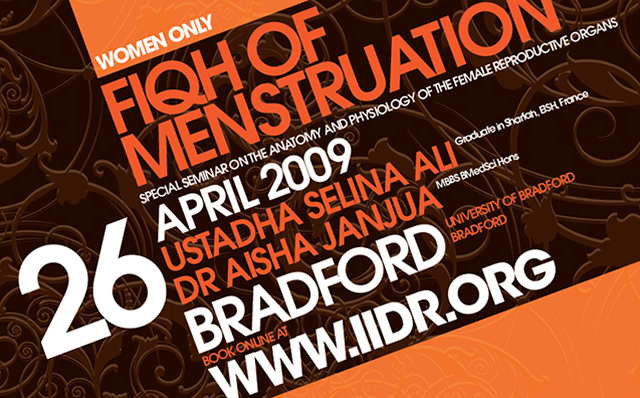 WOMEN ONLY
FIQH OF
MENSTRUATION
SPECIAL SEMINAR ON THE ANATOMY AND PHYSIOLOGY OF THE FEMALE REPRODUCTIVE ORGANS
26
APRIL 2009
USTADHA SELINA ALI Graduate in Shariah, IESH, France
DR AISHA JANJUA MBBS BMedSci Hons
BRADFORD UNIVERSITY OF BRADFORD
BRADFORD
BOOK ONLINE AT
WWW.IIDR.ORG